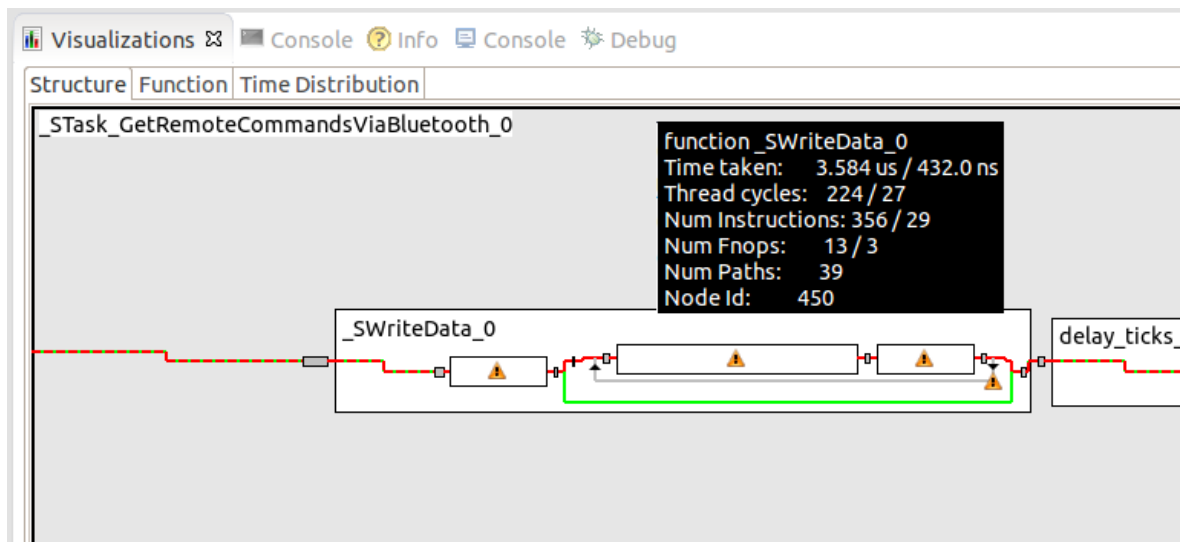 Visualizations Console Info Console Debug
Structure Function Time Distribution
_STask_GetRemoteCommandsViaBluetooth_0
function _SWriteData_0
Time taken: 3.584 us / 432.0 ns
Thread cycles: 224 / 27
Num Instructions: 356 / 29
Num Fnops: 13 / 3
Num Paths: 39
Node Id: 450
_SWriteData_0
delay_ticks_